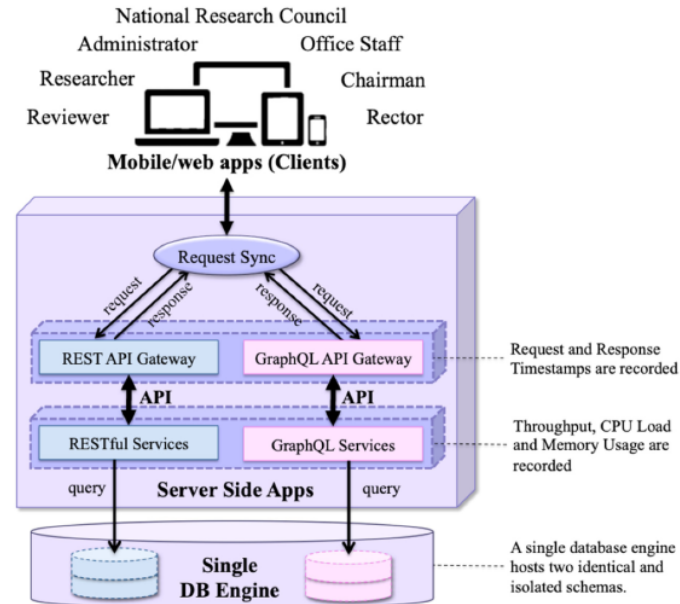 National Research Council
Administrator
Office Staff
Researcher
Chairman
Reviewer
Rector
Mobile/web apps (Clients)
Request Sync
request
response
response
request
REST API Gateway
GraphQL API Gateway
Request and Response
Timestamps are recorded
API
API
RESTful Services
GraphQL Services
Throughput, CPU Load
and Memory Usage are
recorded
query
Server Side Apps
query
Single
DB Engine
A single database engine
hosts two identical and
isolated schemas.